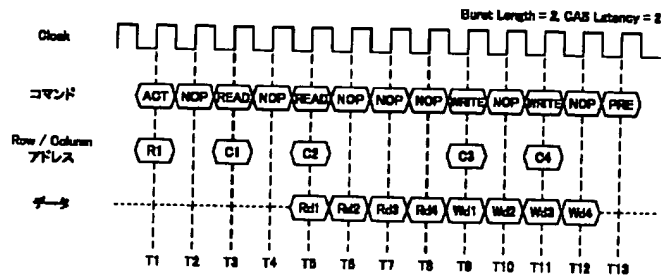 Burst Length = 2, CAS Latency = 2
Clock
コマンド ACT NOP READ NOP READ NOP NOP NOP WRITE NOP WRITE NOP PRE
Row / Column
アドレス R1 C1 C2 C3 C4
データ Rd1 Rd2 Rd3 Rd4 Wd1 Wd2 Wd3 Wd4
T1 T2 T3 T4 T5 T6 T7 T8 T9 T10 T11 T12 T13